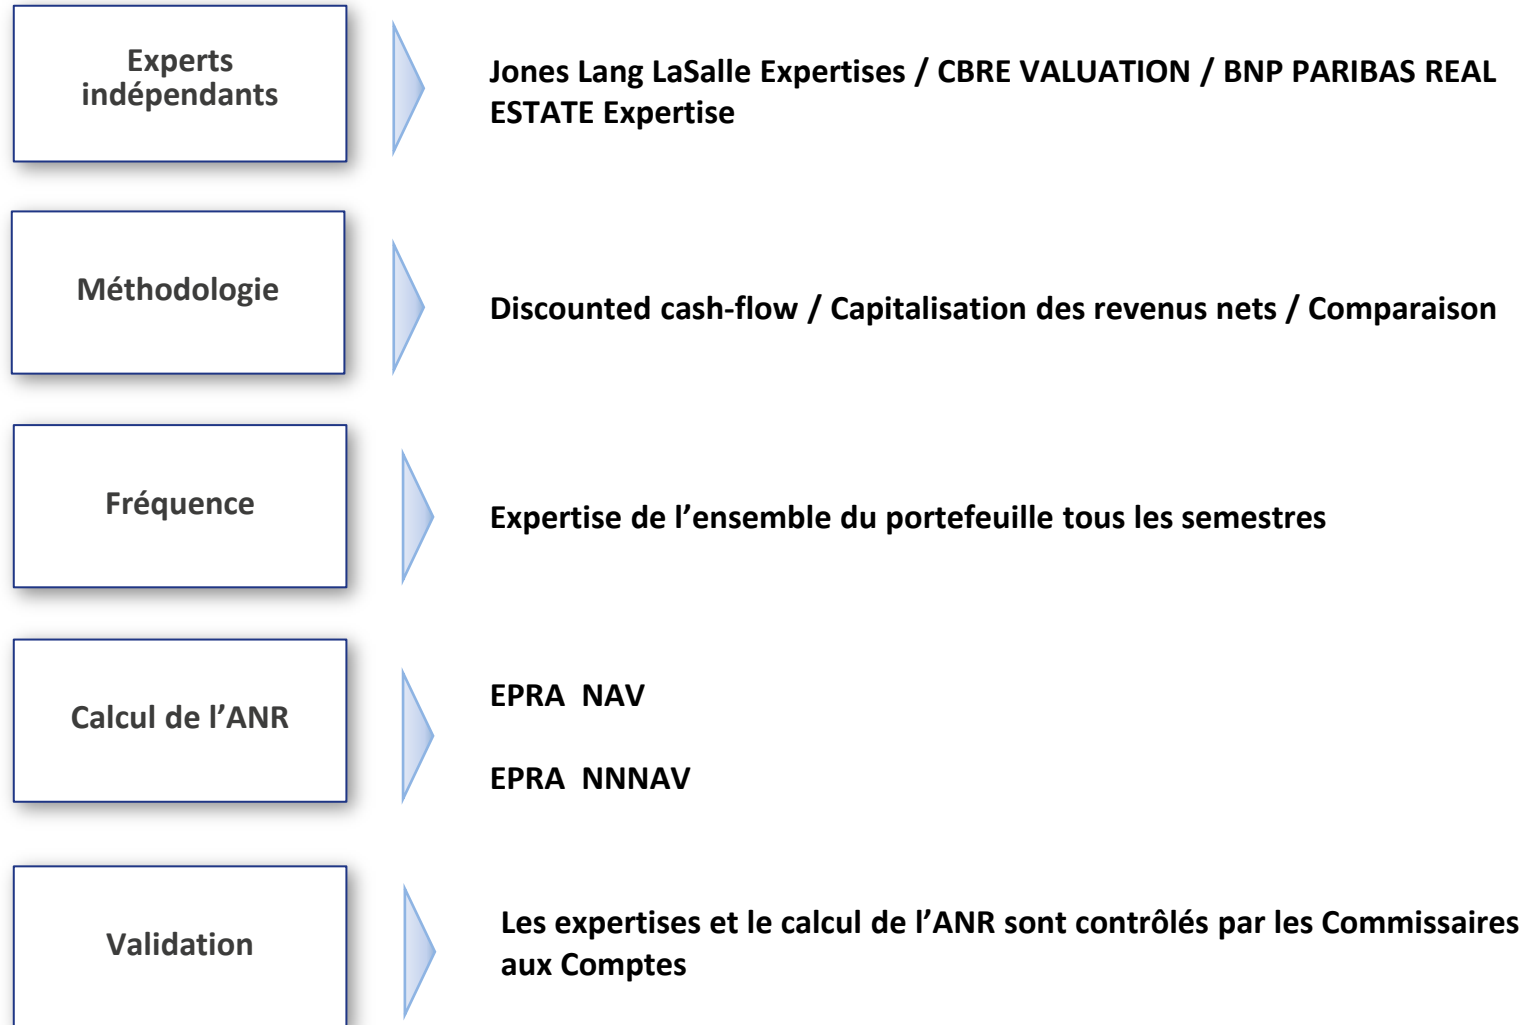 Experts
indépendants
Jones Lang LaSalle Expertises / CBRE VALUATION / BNP PARIBAS REAL
ESTATE Expertise
Méthodologie
Discounted cash-flow / Capitalisation des revenus nets / Comparaison
Fréquence
Expertise de l’ensemble du portefeuille tous les semestres
Calcul de l’ANR
EPRA NAV
EPRA NNNAV
Validation
Les expertises et le calcul de l’ANR sont contrôlés par les Commissaires
aux Comptes